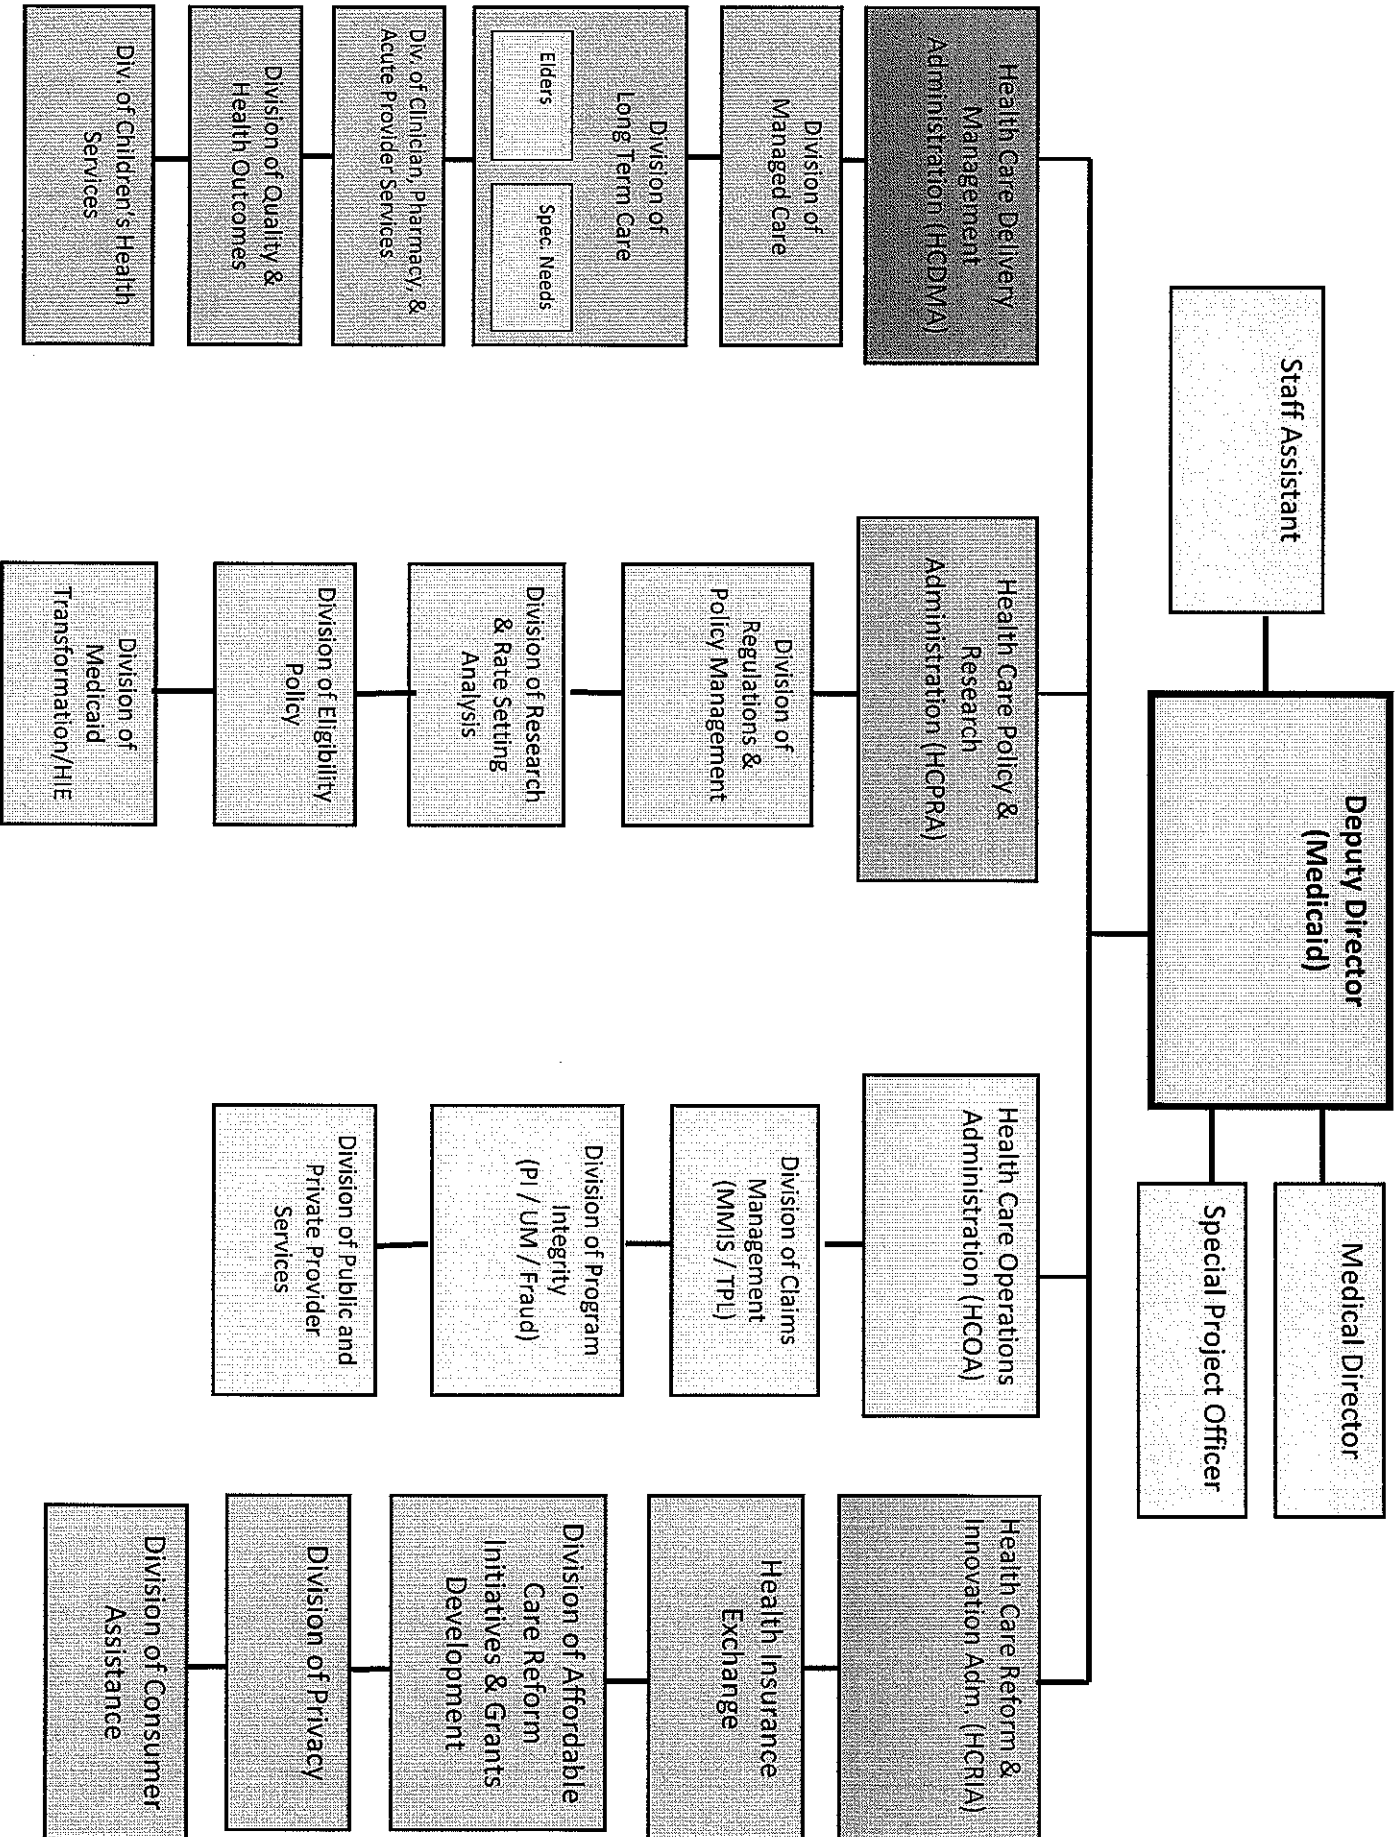 Deputy Director
(Medicaid)
Staff Assistant
Medical Director
Special Project Officer
Health Care Delivery
Management
Administration (HCDMA)
Division of
Managed Care
Division of
Long Term Care
Elders
Spec. Needs
Div. of Clinician, Pharmacy, &
Acute Provider Services
Division of Quality &
Health Outcomes
Div. of Children's Health
Services
Health Care Policy &
Research
Administration (HCPRA)
Division of
Regulations &
Policy Management
Division of Research
& Rate Setting
Analysis
Division of Eligibility
Policy
Division of
Medicaid
Transformation/HIE
Health Care Operations
Administration (HCOA)
Division of Claims
Management
(MMIS / TPL)
Division of Program
Integrity
(PI / UM / Fraud)
Division of Public and
Private Provider
Services
Health Care Reform &
Innovation Adm. (HCRIA)
Health Insurance
Exchange
Division of Affordable
Care Reform
Initiatives & Grants
Development
Division of Privacy
Division of Consumer
Assistance